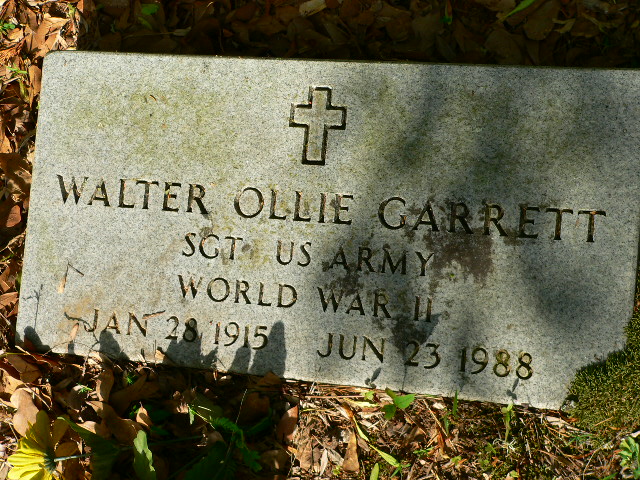 WALTER OLLIE GARRETT
SGT US ARMY
WORLD WAR II
JAN 28 1915 JUN 23 1988